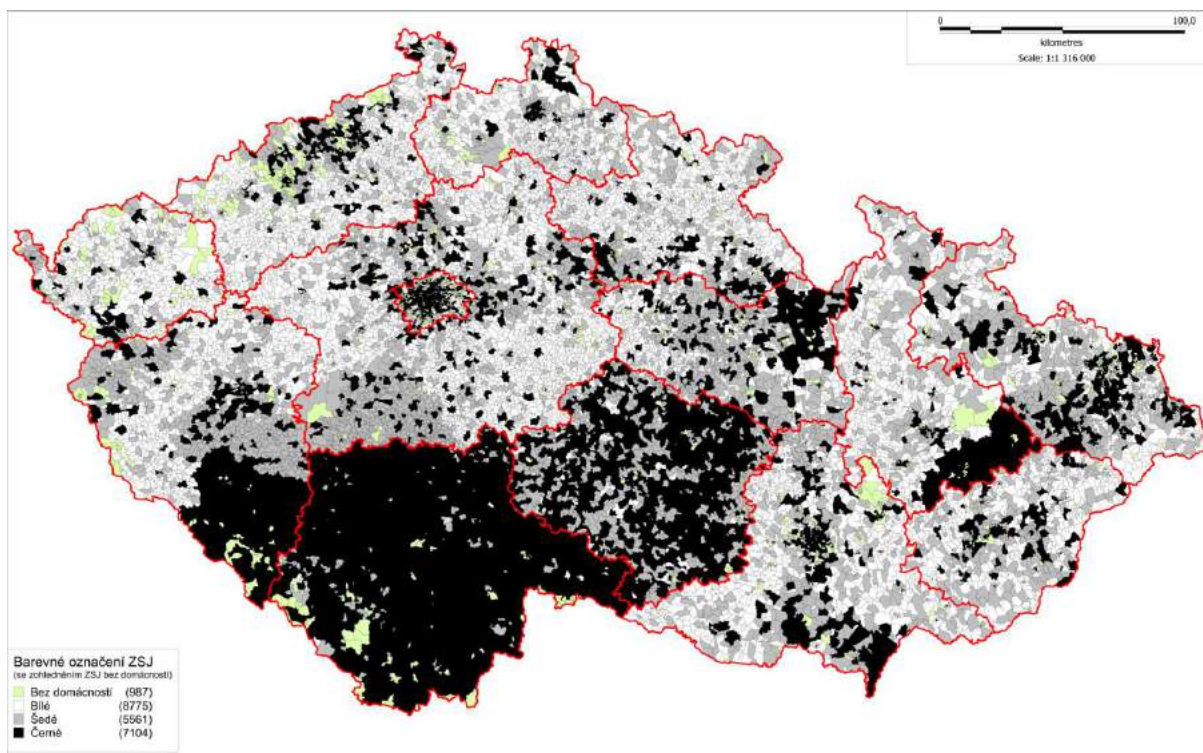 0 100,0
kilometres
Scale: 1:1 316 000
Barevné označení ZSJ
(se zohledněním ZSJ bez domácností)
Bez domácností (987)
Bílé (8775)
Šedé (5561)
Černé (7104)